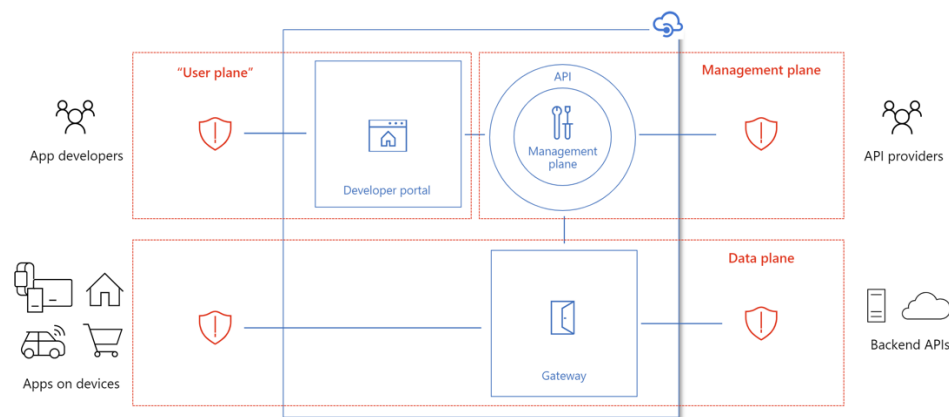 “User plane”
API
Management plane
App developers
Management
plane
API providers
Developer portal
Data plane
Apps on devices
Gateway
Backend APIs